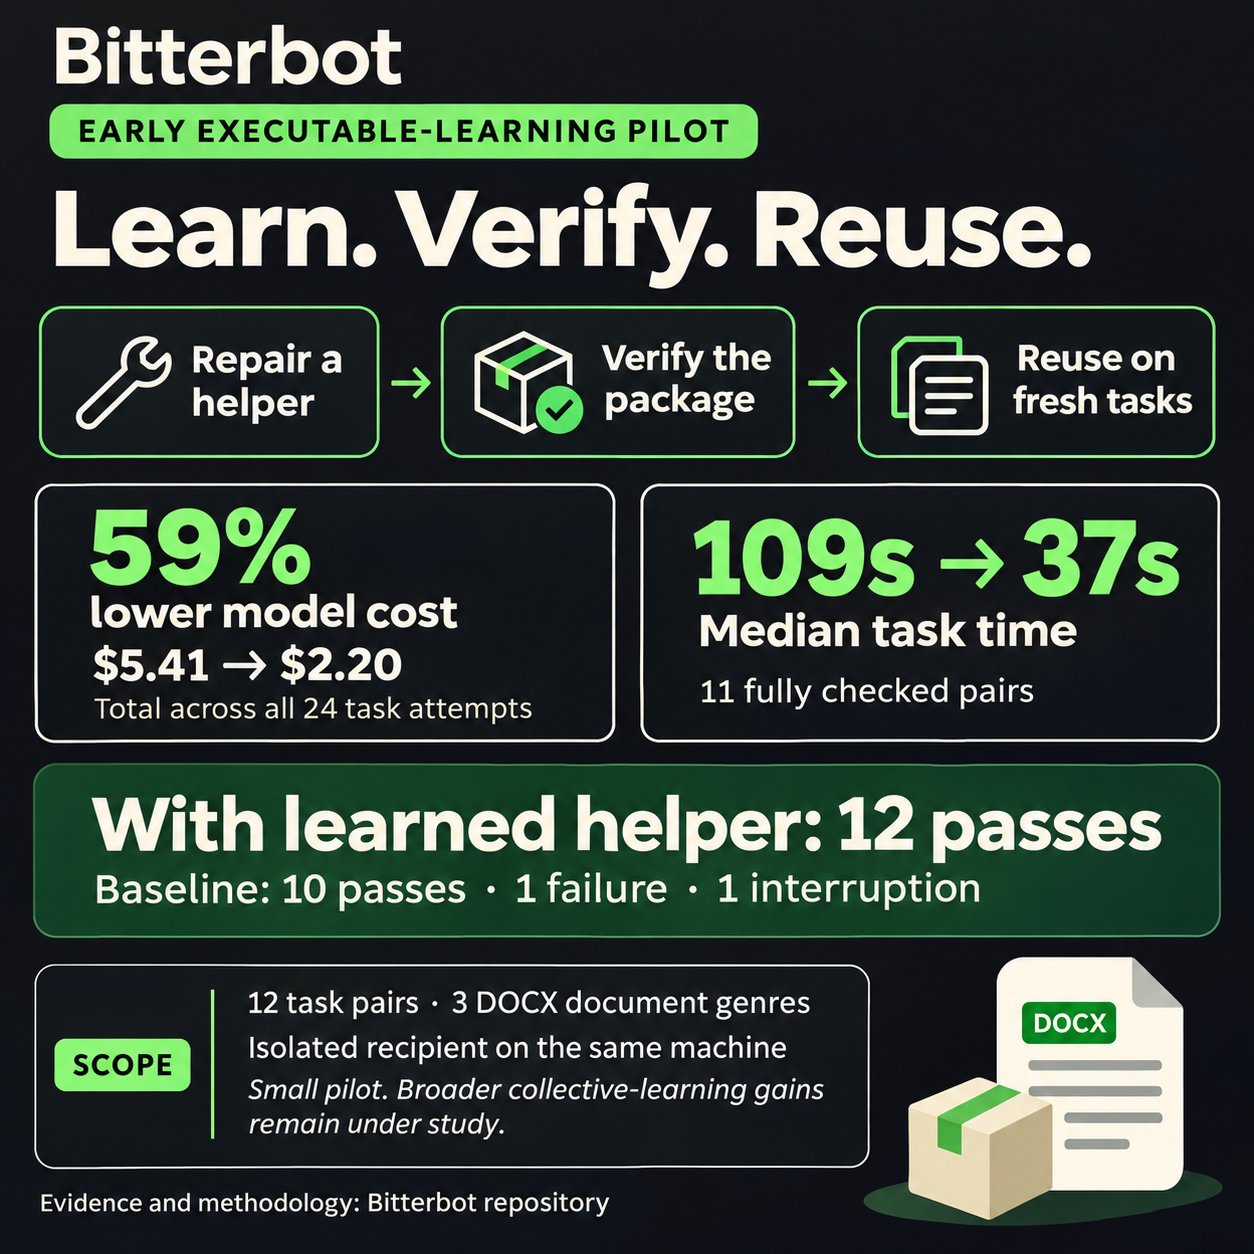 Bitterbot
EARLY EXECUTABLE-LEARNING PILOT
Learn. Verify. Reuse.
Repair a
helper
→
Verify the
package
→
Reuse on
fresh tasks
59%
lower model cost
$5.41 → $2.20
Total across all 24 task attempts
109s → 37s
Median task time
11 fully checked pairs
With learned helper: 12 passes
Baseline: 10 passes · 1 failure · 1 interruption
SCOPE
12 task pairs · 3 DOCX document genres
Isolated recipient on the same machine
Small pilot. Broader collective-learning gains
remain under study.
DOCX
Evidence and methodology: Bitterbot repository